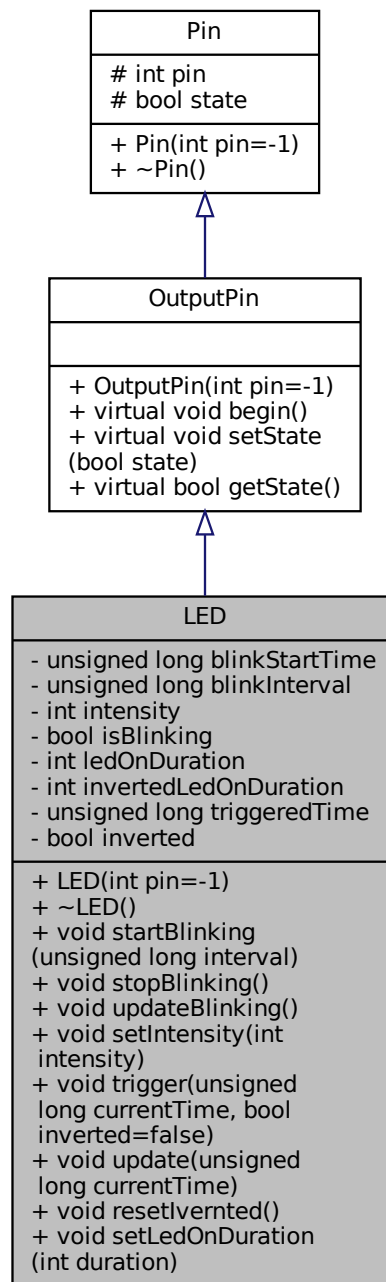 Pin
# int pin
# bool state
+ Pin(int pin=-1)
+ ~Pin()
OutputPin
+ OutputPin(int pin=-1)
+ virtual void begin()
+ virtual void setState
(bool state)
+ virtual bool getState()
LED
- unsigned long blinkStartTime
- unsigned long blinkInterval
- int intensity
- bool isBlinking
- int ledOnDuration
- int invertedLedOnDuration
- unsigned long triggeredTime
- bool inverted
+ LED(int pin=-1)
+ ~LED()
+ void startBlinking
(unsigned long interval)
+ void stopBlinking()
+ void updateBlinking()
+ void setIntensity(int
intensity)
+ void trigger(unsigned
long currentTime, bool
inverted=false)
+ void update(unsigned
long currentTime)
+ void resetIvernted()
+ void setLedOnDuration
(int duration)